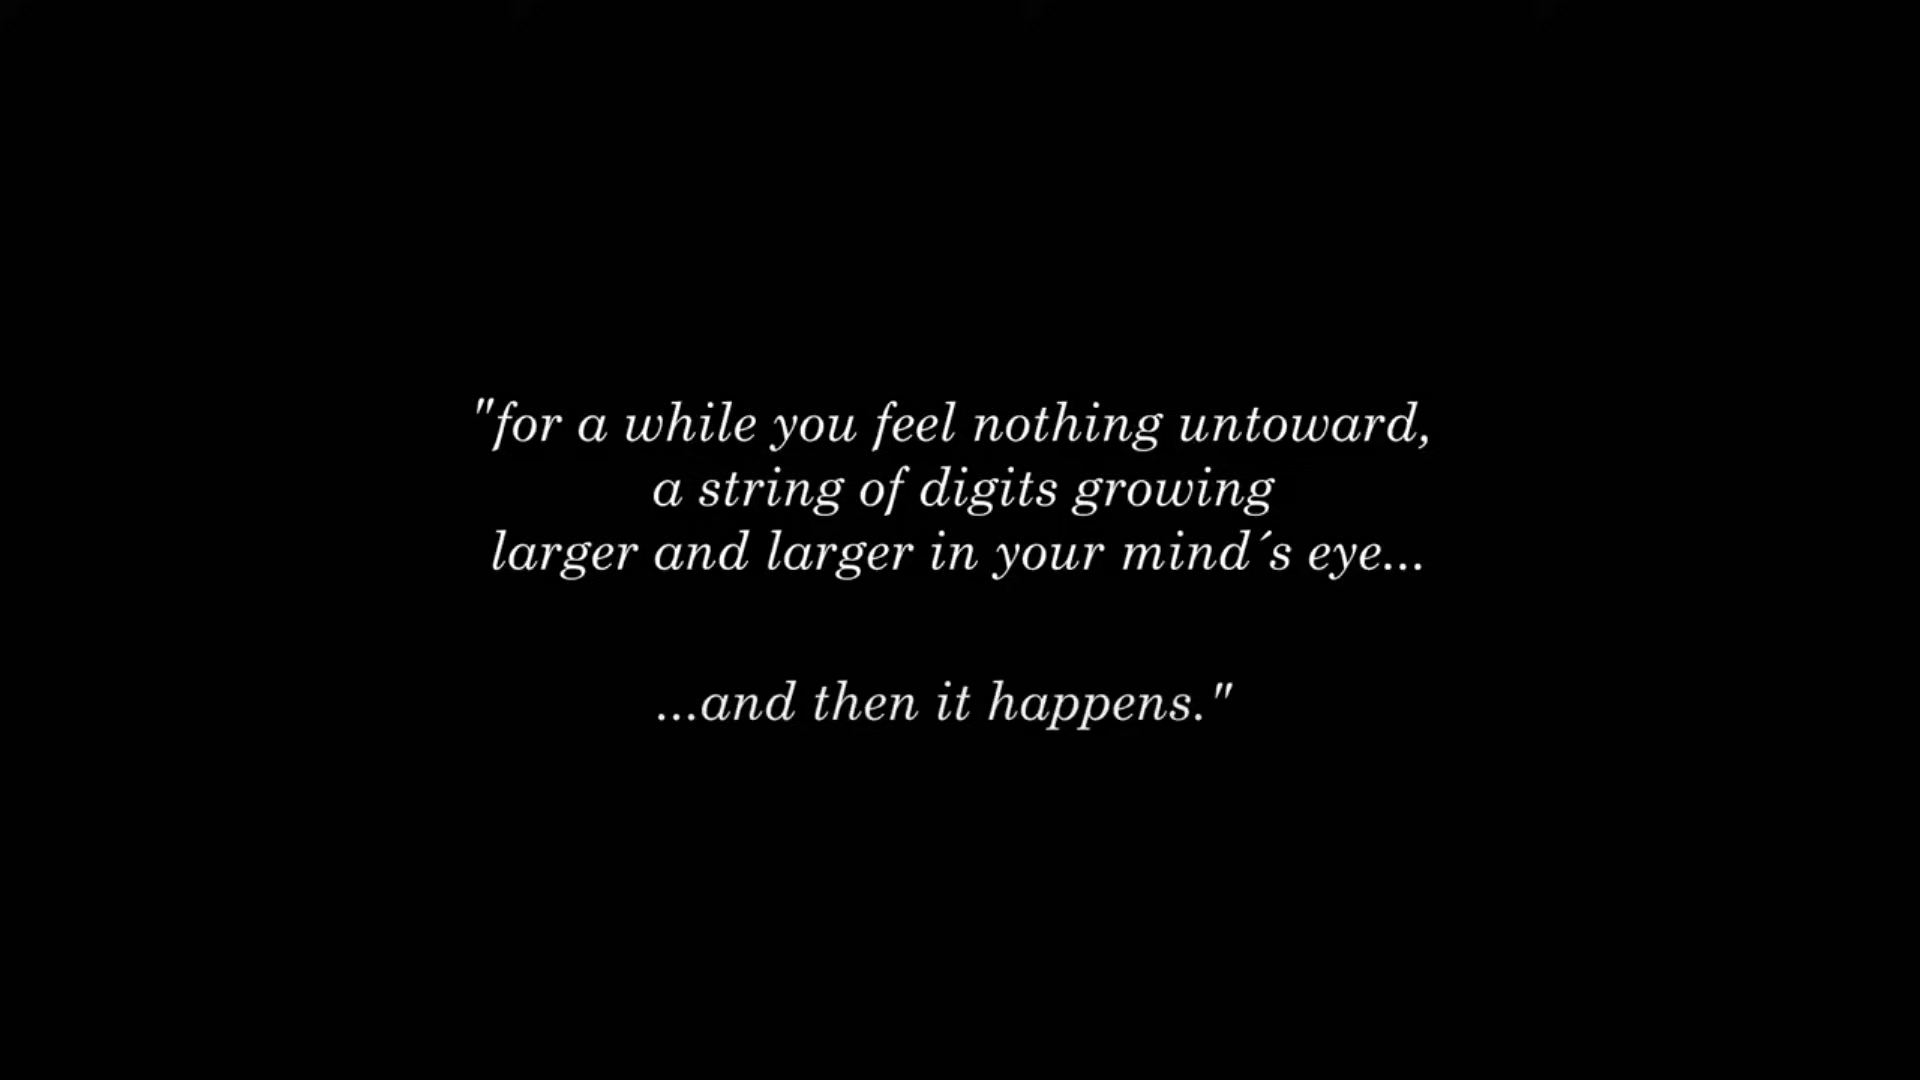 "for a while you feel nothing untoward,
a string of digits growing
larger and larger in your mind´s eye...
...and then it happens."